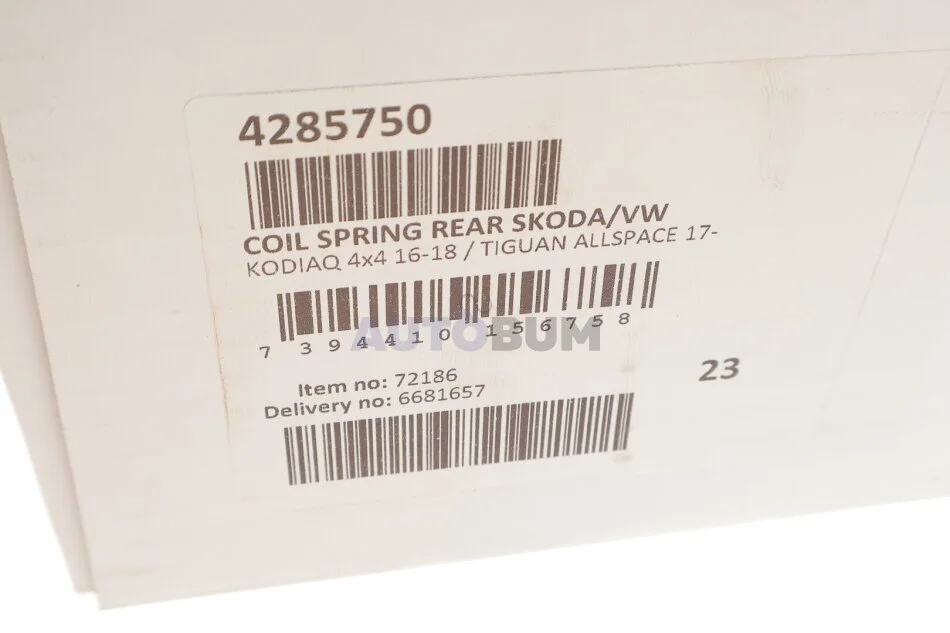 4285750
COIL SPRING REAR SKODA/VW
KODIAQ 4x4 16-18 / TIGUAN ALLSPACE 17-
7 394410 156758
AUTOBUM
Item no: 72186
23
Delivery no: 6681657